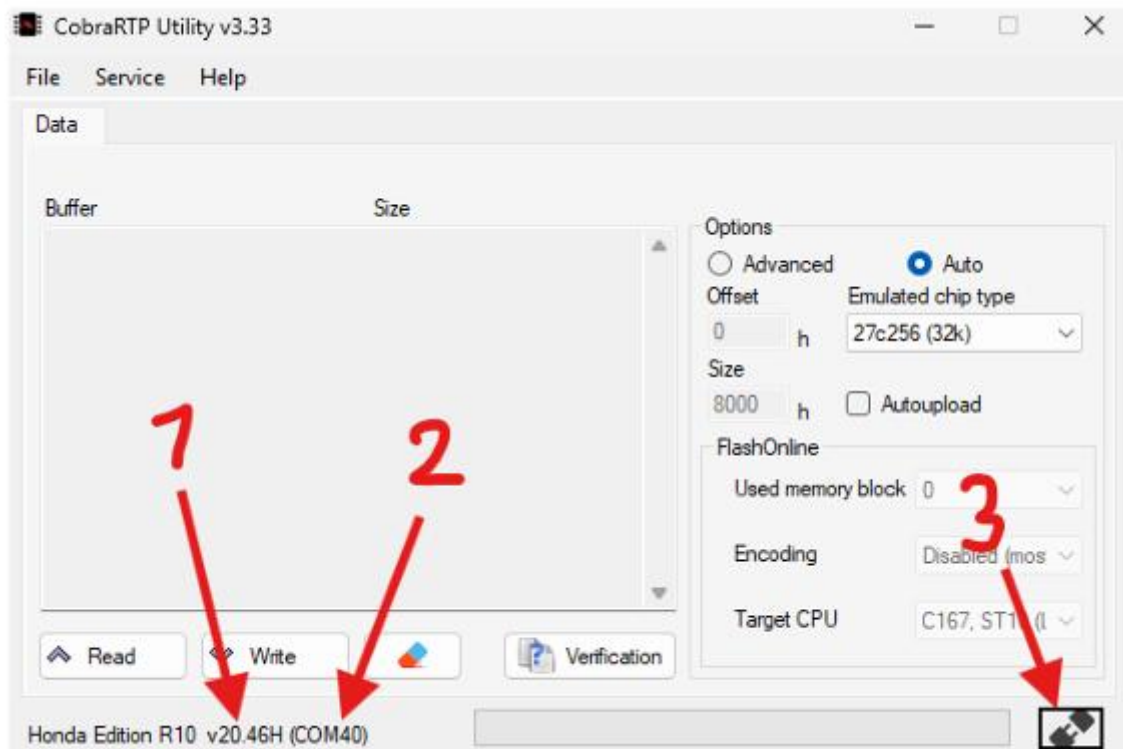 CobraRTP Utility v3.33
File Service Help
Data
Buffer Size
Options
Advanced Auto
Offset Emulated chip type
0 h 27c256 (32k)
Size
8000 h Autoupload
FlashOnline
Used memory block 0
Encoding Disabled (mos
Target CPU C167, ST1
Read Write Verification
Honda Edition R10 v20.46H (COM40)
1
2
3